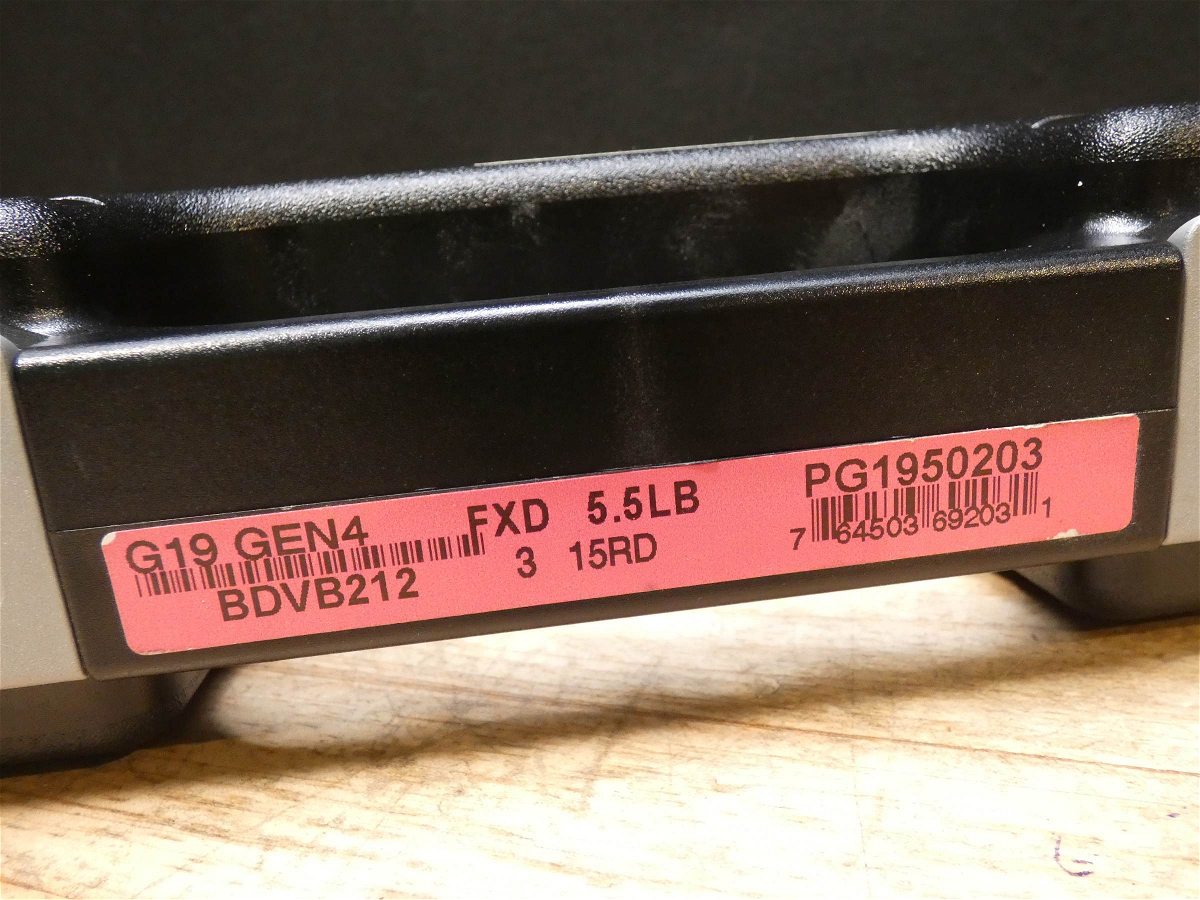 G19 GEN4 FXD 5.5LB PG1950203
BDVB212 3 15RD 7 64503 69203 1